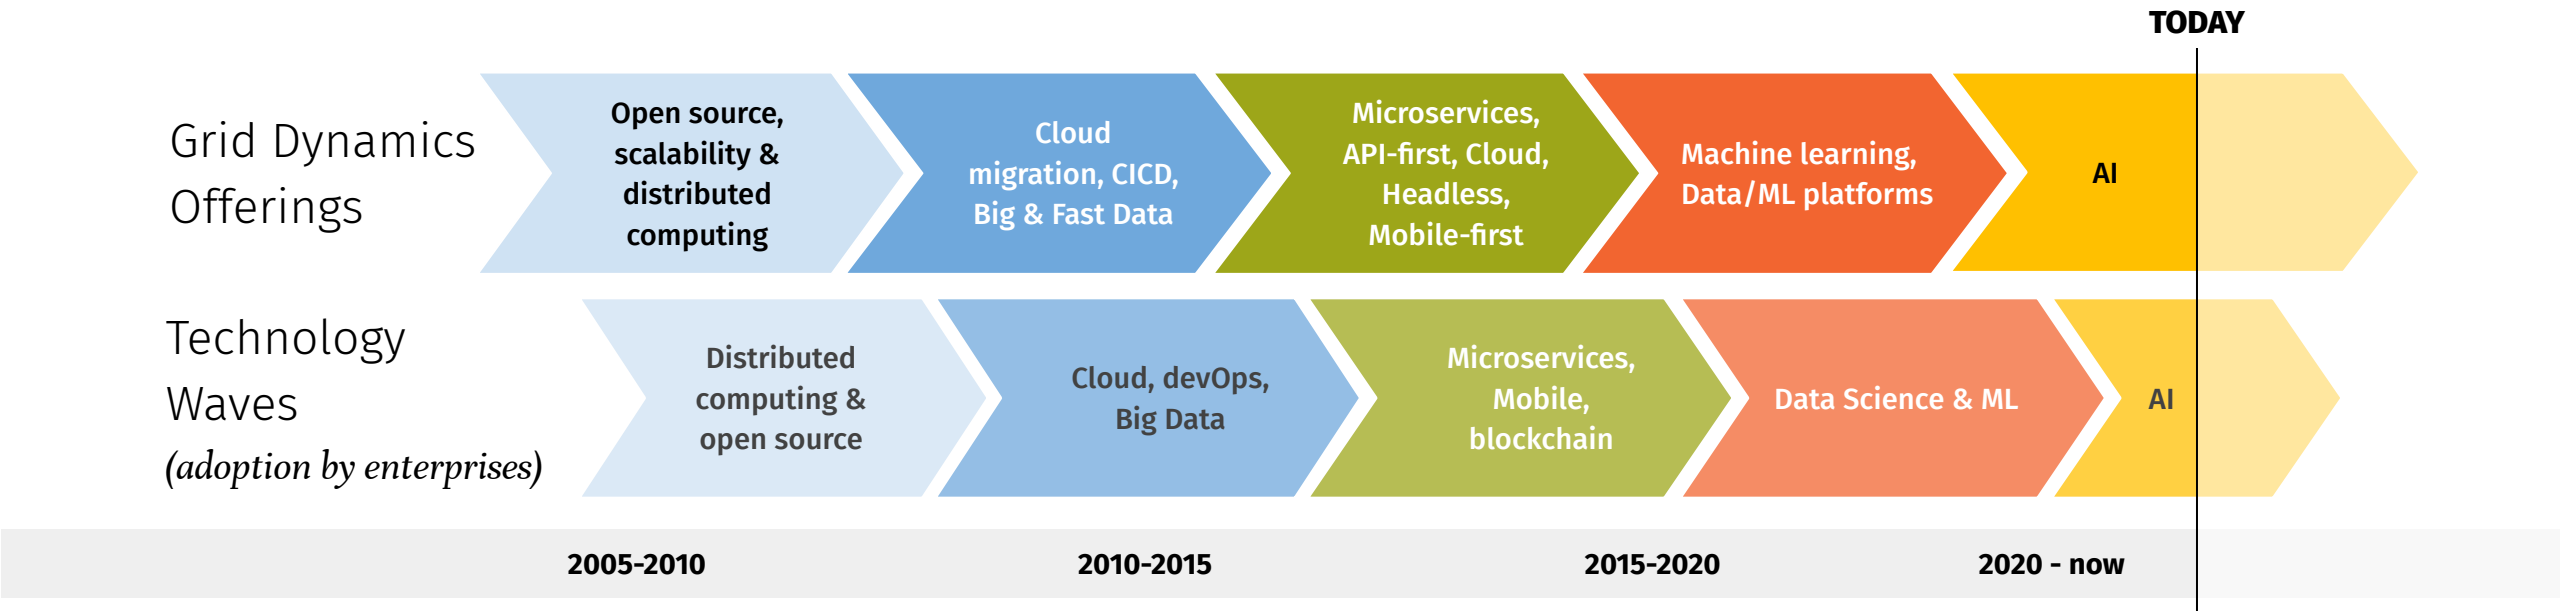 TODAY
Grid Dynamics
Offerings
Open source,
scalability &
distributed
computing
Cloud
migration, CICD,
Big & Fast Data
Microservices,
API-first, Cloud,
Headless,
Mobile-first
Machine learning,
Data/ML platforms
AI
Technology
Waves
(adoption by enterprises)
Distributed
computing &
open source
Cloud, devOps,
Big Data
Microservices,
Mobile,
blockchain
Data Science & ML
AI
2005-2010
2010-2015
2015-2020
2020 - now